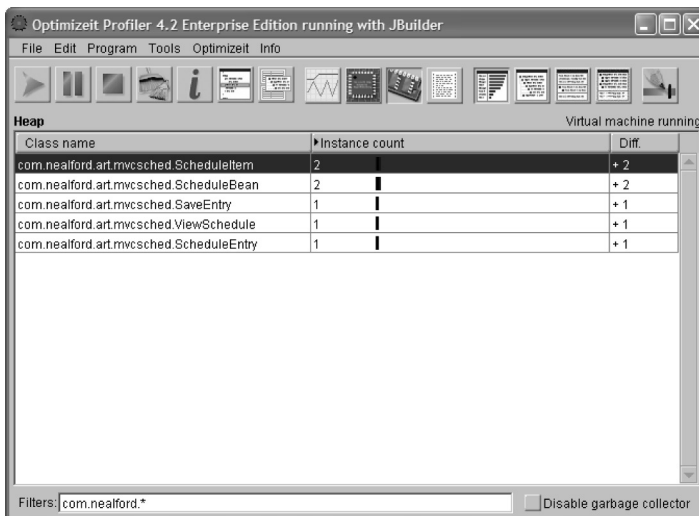 Optimizeit Profiler 4.2 Enterprise Edition running with JBuilder
File Edit Program Tools Optimizeit Info
Heap Virtual machine running
Class name Instance count Diff.
com.nealford.art.mvcsched.ScheduleItem 2 + 2
com.nealford.art.mvcsched.ScheduleBean 2 + 2
com.nealford.art.mvcsched.SaveEntry 1 + 1
com.nealford.art.mvcsched.ViewSchedule 1 + 1
com.nealford.art.mvcsched.ScheduleEntry 1 + 1
Filters: com.nealford.* Disable garbage collector